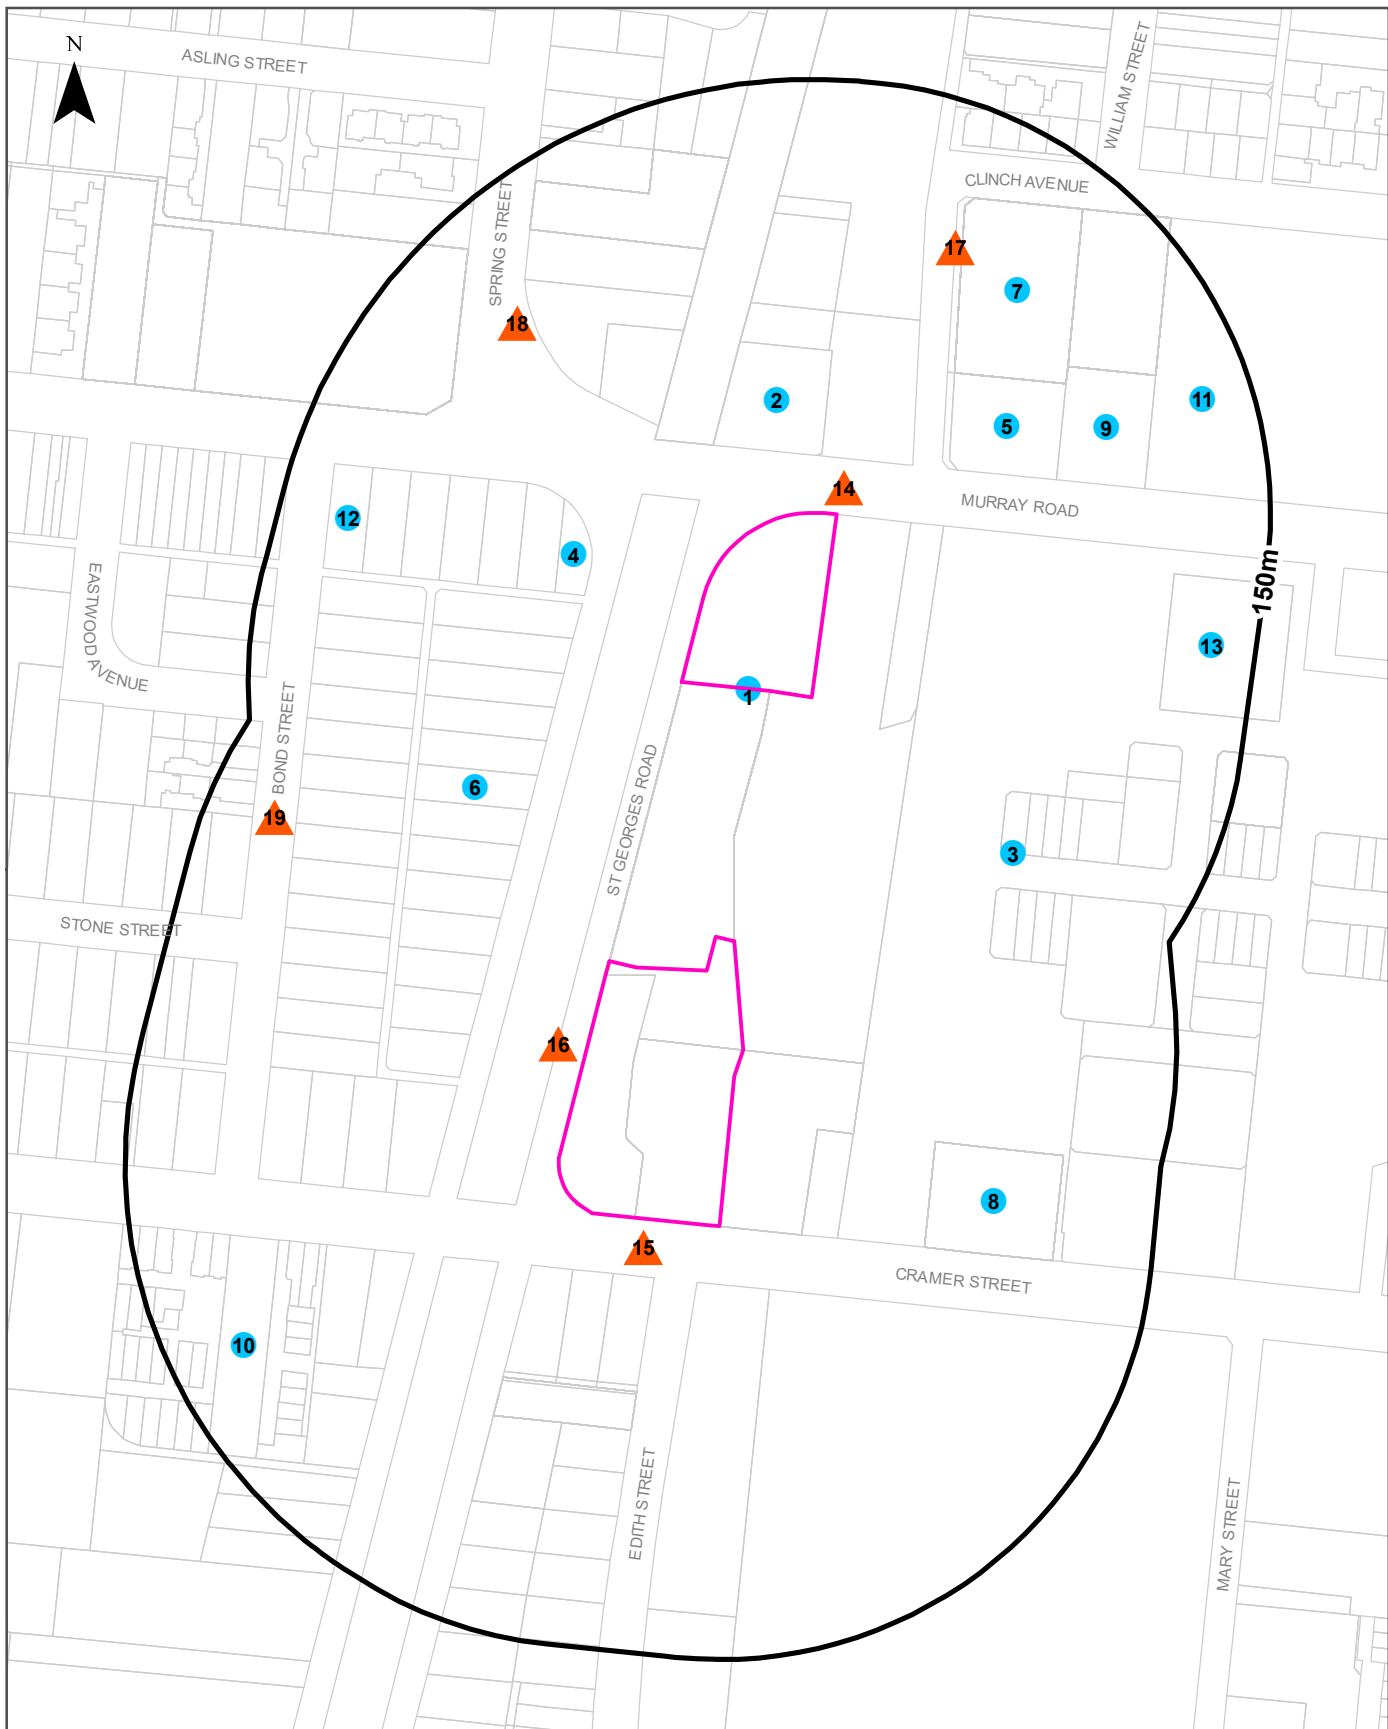 N
ASLING STREET
WILLIAM STREET
CLINCH AVENUE
SPRING STREET
17
7
18
2
11
5
9
14
MURRAY ROAD
12
4
150m
EASTWOOD AVENUE
13
1
BOND STREET
6
ST GEORGES ROAD
19
3
STONE STREET
16
8
15
CRAMER STREET
10
EDITH STREET
MARY STREET